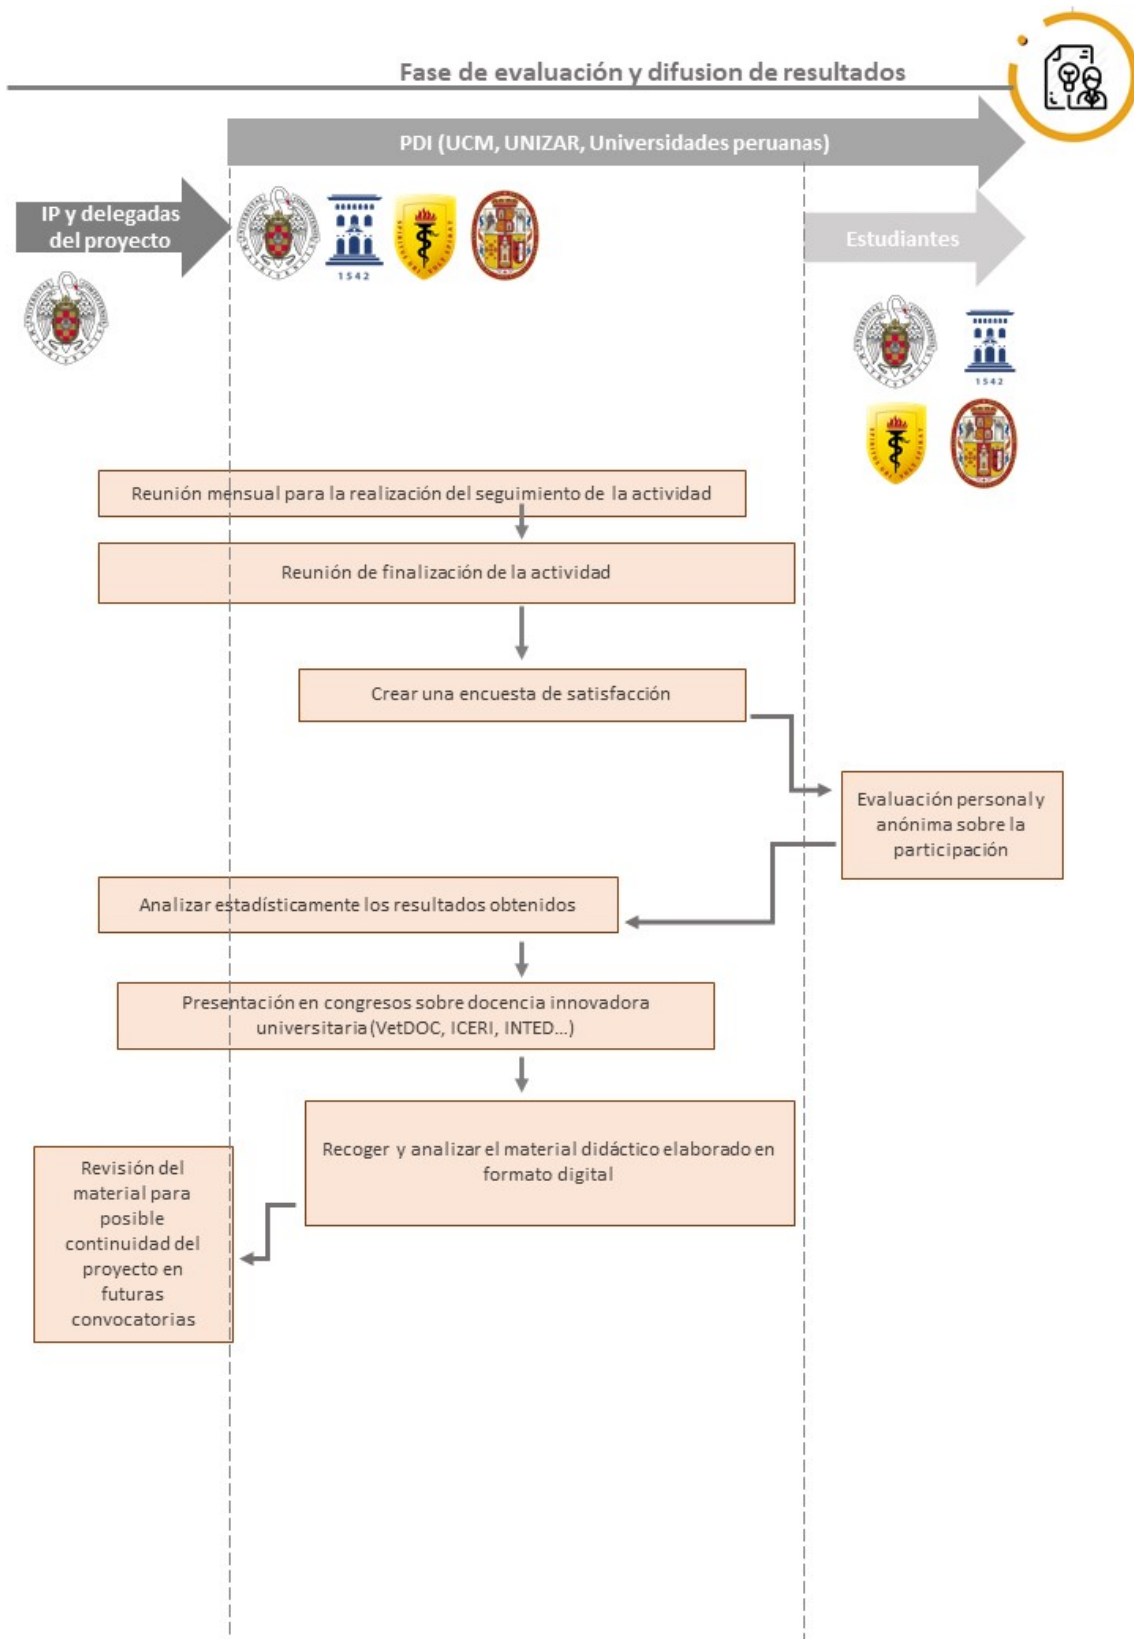 Fase de evaluación y difusion de resultados
PDI (UCM, UNIZAR, Universidades peruanas)
IP y delegadas
del proyecto
1542
Estudiantes
1542
Reunión mensual para la realización del seguimiento de la actividad
Reunión de finalización de la actividad
Crear una encuesta de satisfacción
Evaluación personal y
anónima sobre la
participación
Analizar estadísticamente los resultados obtenidos
Presentación en congresos sobre docencia innovadora
universitaria (VetDOC, ICERI, INTED...)
Recoger y analizar el material didáctico elaborado en
formato digital
Revisión del
material para
posible
continuidad del
proyecto en
futuras
convocatorias